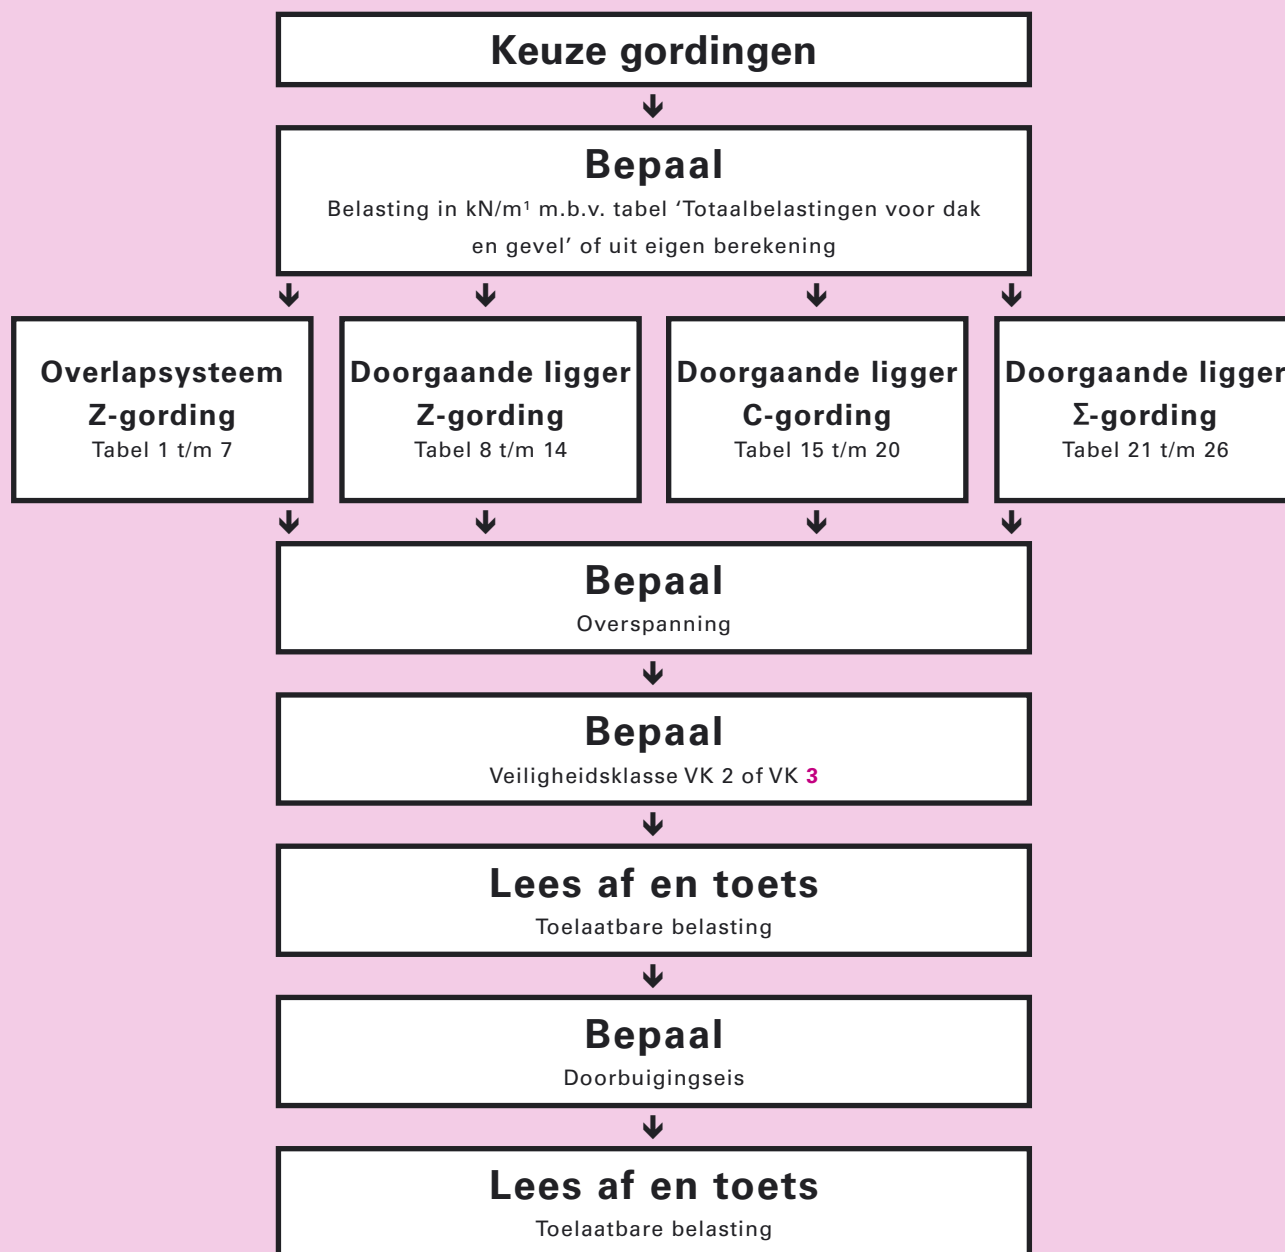 Keuze gordingen
Bepaal
Belasting in kN/m¹ m.b.v. tabel ‘Totaalbelastingen voor dak
en gevel’ of uit eigen berekening
Overlapsysteem
Z-gording
Tabel 1 t/m 7
Doorgaande ligger
Z-gording
Tabel 8 t/m 14
Doorgaande ligger
C-gording
Tabel 15 t/m 20
Doorgaande ligger
Σ-gording
Tabel 21 t/m 26
Bepaal
Overspanning
Bepaal
Veiligheidsklasse VK 2 of VK 3
Lees af en toets
Toelaatbare belasting
Bepaal
Doorbuigingseis
Lees af en toets
Toelaatbare belasting